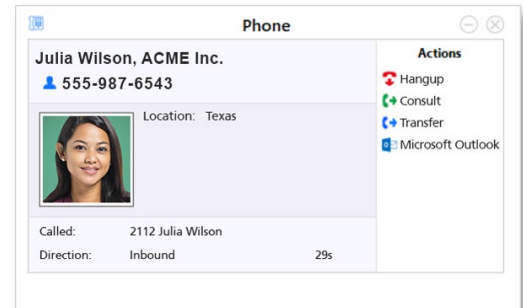 Phone
Julia Wilson, ACME Inc.
555-987-6543
Location: Texas
Called: 2112 Julia Wilson
Direction: Inbound 29s
Actions
Hangup
Consult
Transfer
Microsoft Outlook